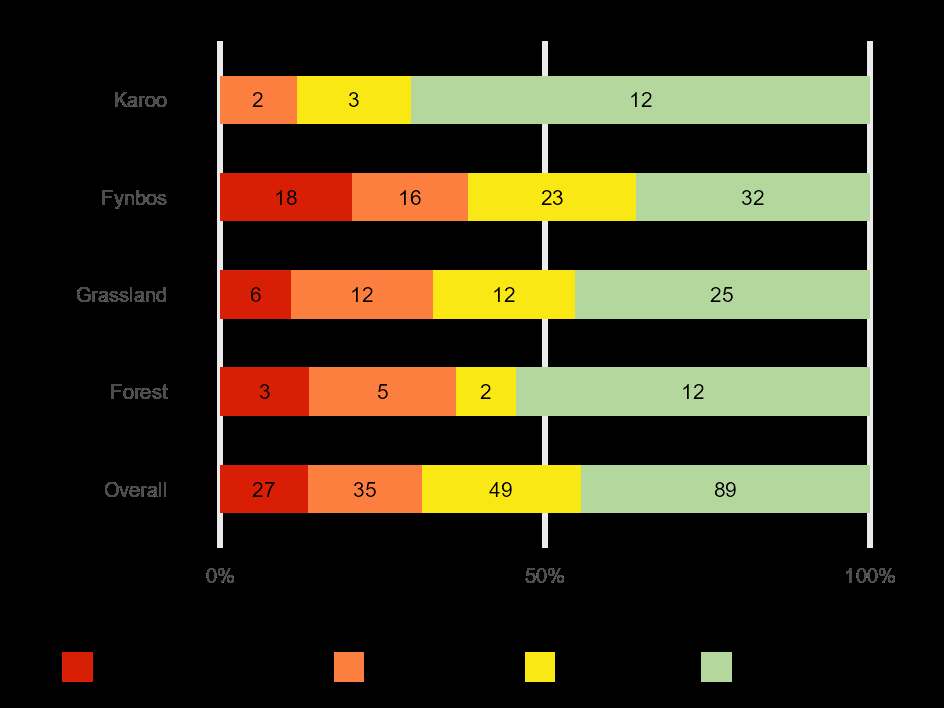 Karoo 2 3 12
Fynbos 18 16 23 32
Grassland 6 12 12 25
Forest 3 5 2 12
Overall 27 35 49 89
0% 50% 100%